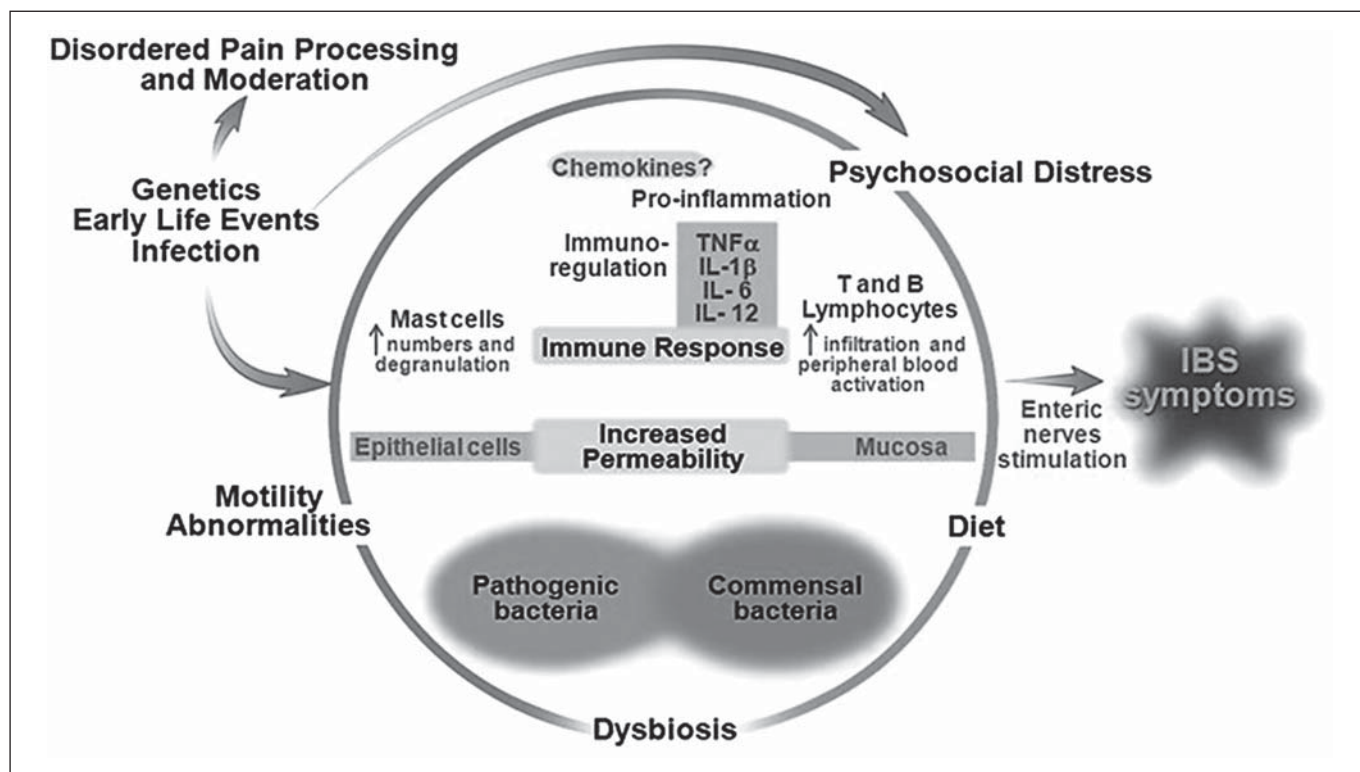 Disordered Pain Processing
and Moderation
Genetics
Early Life Events
Infection
Psychosocial Distress
Chemokines?
Pro-inflammation
Immuno-
regulation
TNFα
IL-1β
IL- 6
IL- 12
T and B
Lymphocytes
↑ infiltration and
peripheral blood
activation
↑ Mast cells
numbers and
degranulation
Immune Response
IBS
symptoms
Enteric
nerves
stimulation
Epithelial cells
Increased
Permeability
Mucosa
Motility
Abnormalities
Diet
Pathogenic
bacteria
Commensal
bacteria
Dysbiosis